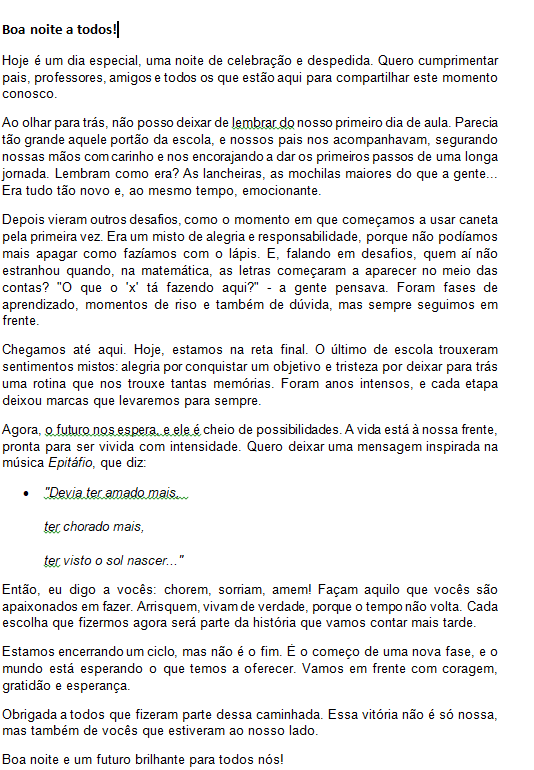 Boa noite a todos!
Hoje é um dia especial, uma noite de celebração e despedida. Quero cumprimentar
pais, professores, amigos e todos os que estão aqui para compartilhar este momento
conosco.
Ao olhar para trás, não posso deixar de lembrar do nosso primeiro dia de aula. Parecia
tão grande aquele portão da escola, e nossos pais nos acompanhavam, segurando
nossas mãos com carinho e nos encorajando a dar os primeiros passos de uma longa
jornada. Lembram como era? As lancheiras, as mochilas maiores do que a gente...
Era tudo tão novo e, ao mesmo tempo, emocionante.
Depois vieram outros desafios, como o momento em que começamos a usar caneta
pela primeira vez. Era um misto de alegria e responsabilidade, porque não podíamos
mais apagar como fazíamos com o lápis. E, falando em desafios, quem aí não
estranhou quando, na matemática, as letras começaram a aparecer no meio das
contas? "O que o 'x' tá fazendo aqui?" - a gente pensava. Foram fases de
aprendizado, momentos de riso e também de dúvida, mas sempre seguimos em
frente.
Chegamos até aqui. Hoje, estamos na reta final. O último de escola trouxeram
sentimentos mistos: alegria por conquistar um objetivo e tristeza por deixar para trás
uma rotina que nos trouxe tantas memórias. Foram anos intensos, e cada etapa
deixou marcas que levaremos para sempre.
Agora, o futuro nos espera, e ele é cheio de possibilidades. A vida está à nossa frente,
pronta para ser vivida com intensidade. Quero deixar uma mensagem inspirada na
música Epitáfio, que diz:
• "Devia ter amado mais,
ter chorado mais,
ter visto o sol nascer..."
Então, eu digo a vocês: chorem, sorriam, amem! Façam aquilo que vocês são
apaixonados em fazer. Arrisquem, vivam de verdade, porque o tempo não volta. Cada
escolha que fizermos agora será parte da história que vamos contar mais tarde.
Estamos encerrando um ciclo, mas não é o fim. É o começo de uma nova fase, e o
mundo está esperando o que temos a oferecer. Vamos em frente com coragem,
gratidão e esperança.
Obrigada a todos que fizeram parte dessa caminhada. Essa vitória não é só nossa,
mas também de vocês que estiveram ao nosso lado.
Boa noite e um futuro brilhante para todos nós!